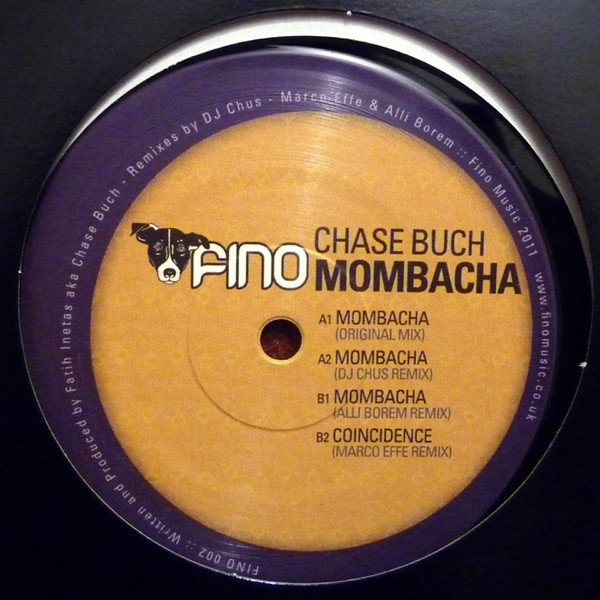 FINO
CHASE BUCH
MOMBACHA
A1 MOMBACHA
(ORIGINAL MIX)
A2 MOMBACHA
(DJ CHUS REMIX)
B1 MOMBACHA
(ALLI BOREM REMIX)
B2 COINCIDENCE
(MARCO EFFE REMIX)
FINO 002 :: Written and Produced by Fatih Inetas aka Chase Buch - Remixes by DJ Chus - Marco Effe & Alli Borem :: Fino Music 2011 www.finomusic.co.uk